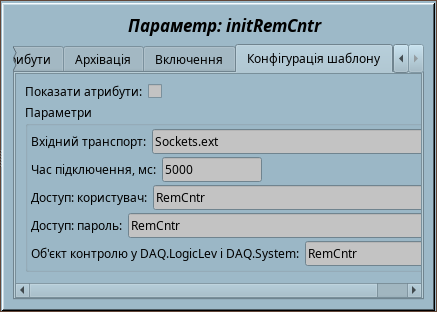 Параметр: initRemCntr
Архівація Включення Конфігурація шаблону
Показати атрибути:
Параметри
Вхідний транспорт: Sockets.ext
Час підключення, мс: 5000
Доступ: користувач: RemCntr
Доступ: пароль: RemCntr
Об'єкт контролю у DAQ.LogicLev і DAQ.System: RemCntr